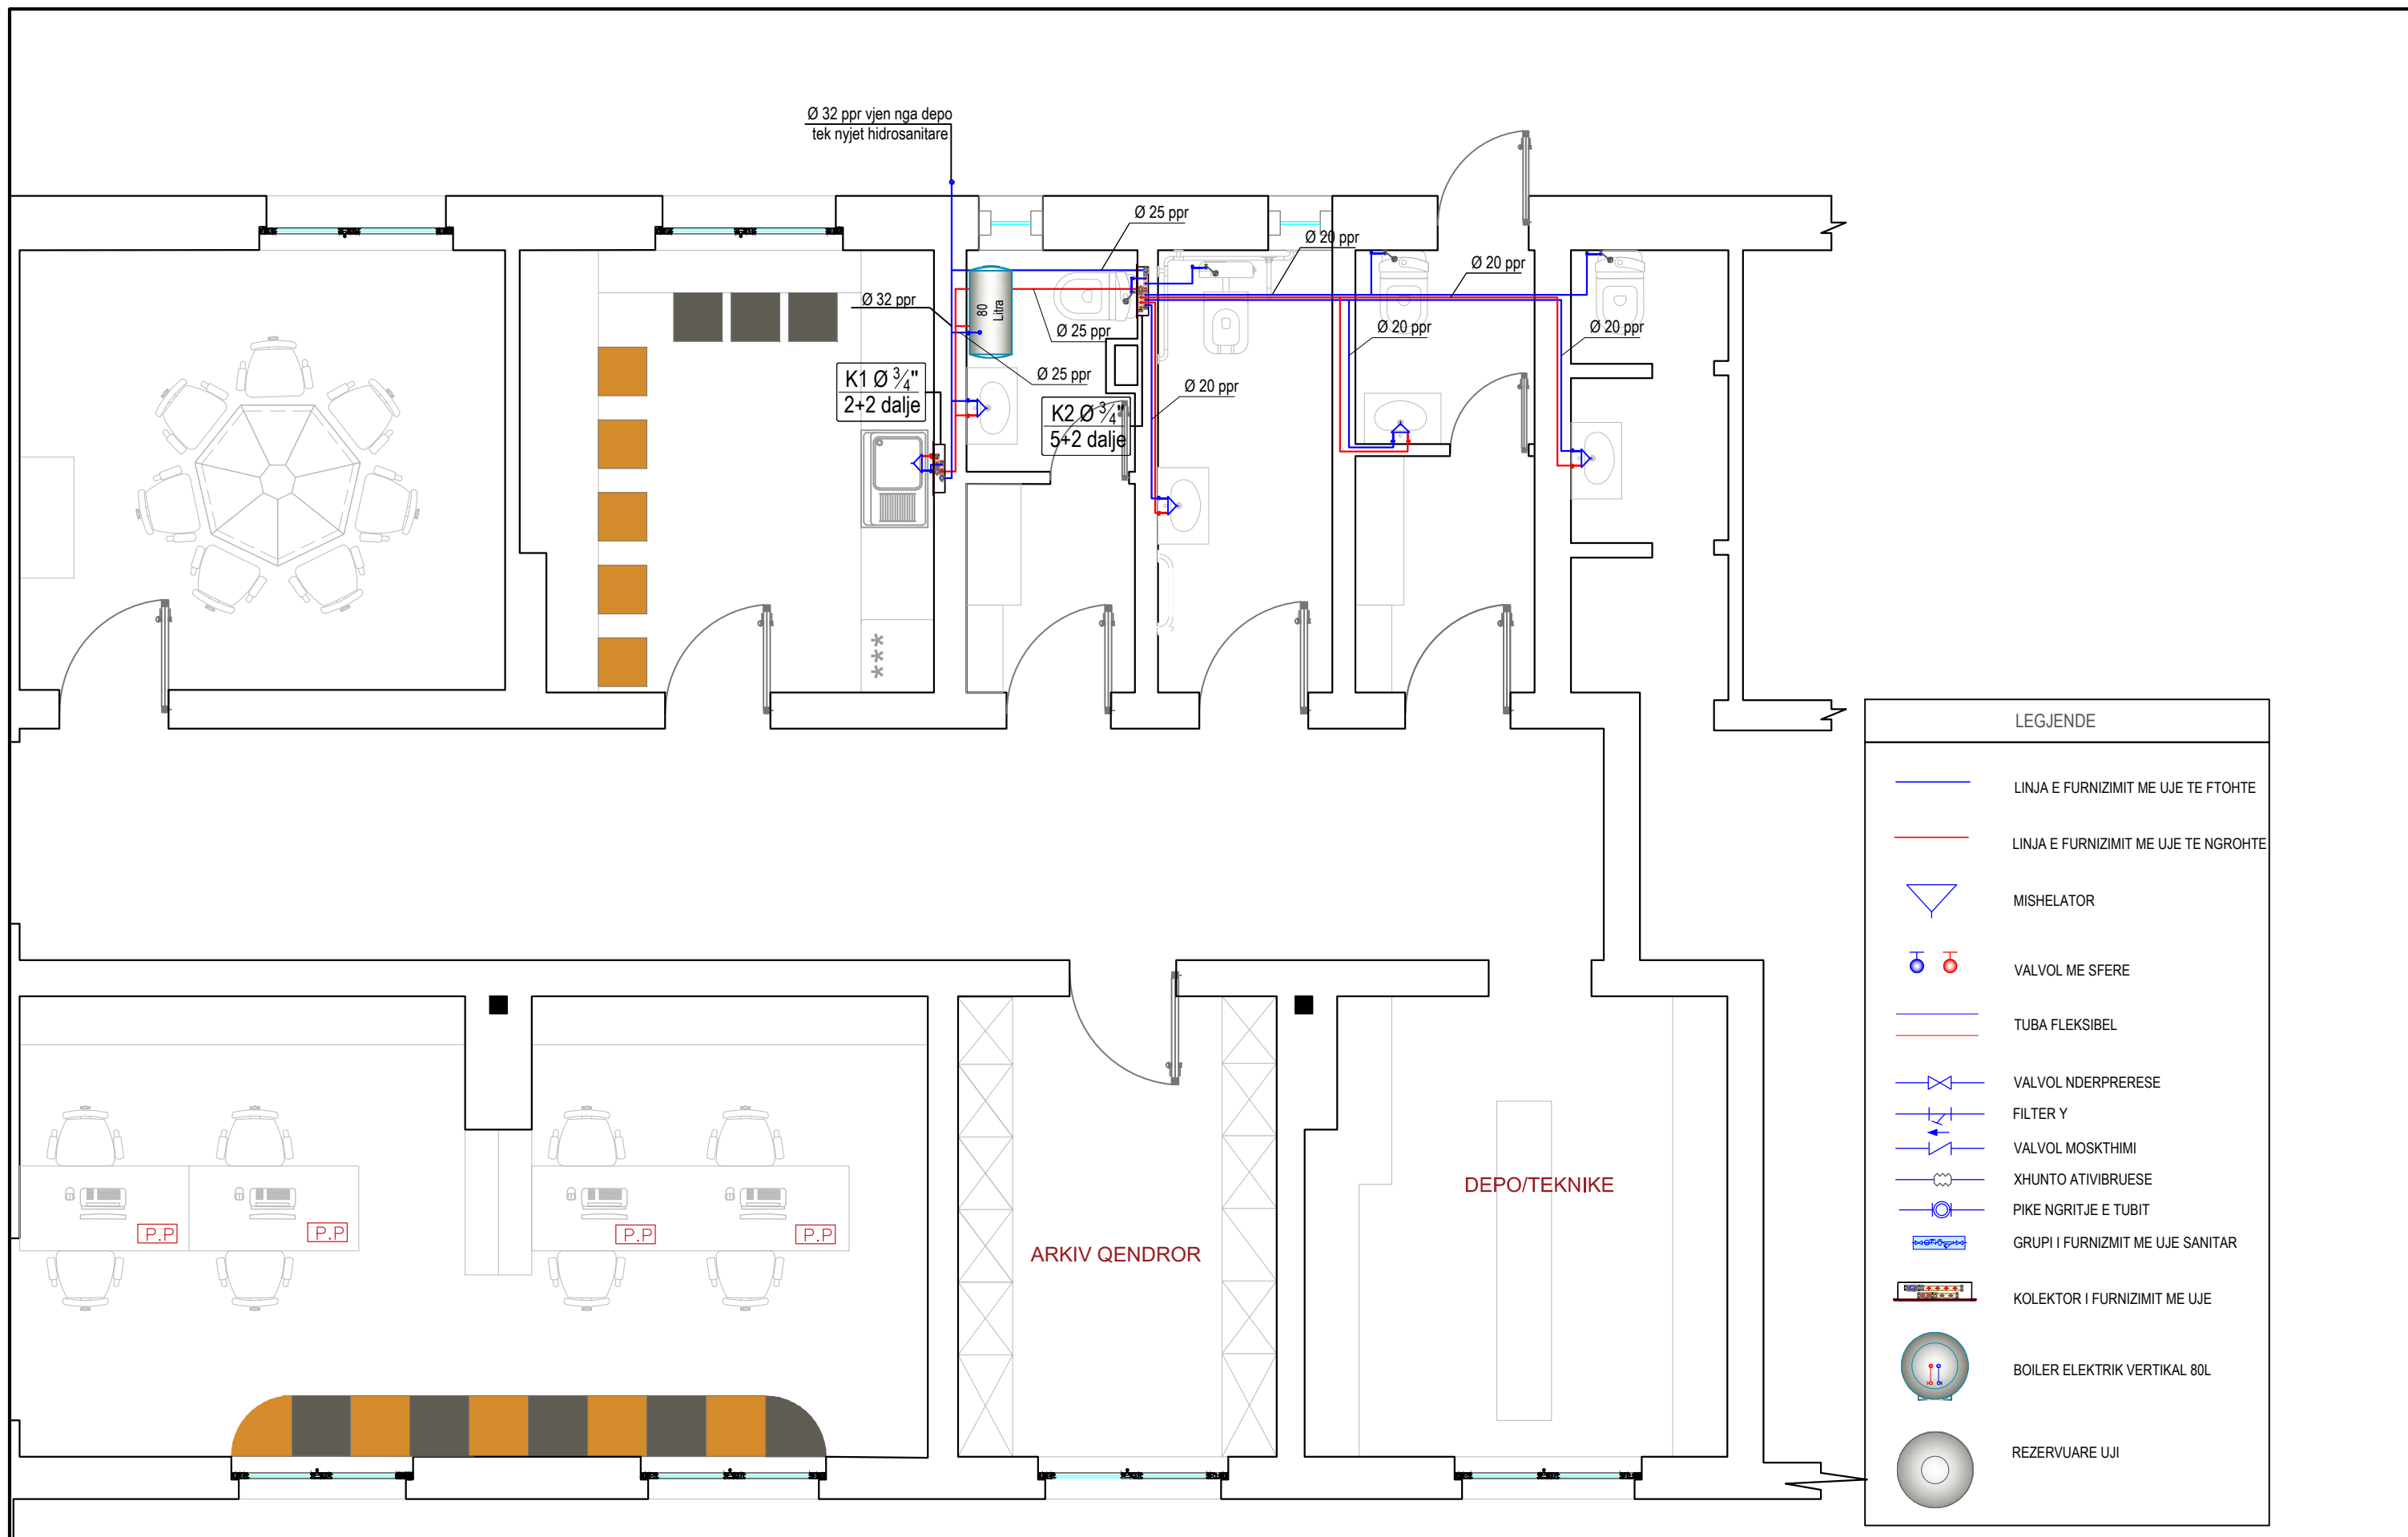 Ø 32 ppr vjen nga depo
tek nyjet hidrosanitare
Ø 25 ppr
Ø 20 ppr
Ø 20 ppr
Ø 32 ppr
80
Litra
Ø 25 ppr
Ø 20 ppr
Ø 20 ppr
Ø 25 ppr
Ø 20 ppr
K1 Ø ¾"
2+2 dalje
K2 Ø ¾"
5+2 dalje
***
LEGJENDE
LINJA E FURNIZIMIT ME UJE TE FTOHTE
LINJA E FURNIZIMIT ME UJE TE NGROHTE
MISHELATOR
VALVOL ME SFERE
TUBA FLEKSIBEL
VALVOL NDERPRERESE
FILTER Y
VALVOL MOSKTHIMI
XHUNTO ATIVIBRUESE
PIKE NGRITJE E TUBIT
GRUPI I FURNIZMIT ME UJE SANITAR
KOLEKTOR I FURNIZIMIT ME UJE
BOILER ELEKTRIK VERTIKAL 80L
REZERVUARE UJI
DEPO/TEKNIKE
ARKIV QENDROR
P.P
P.P
P.P
P.P